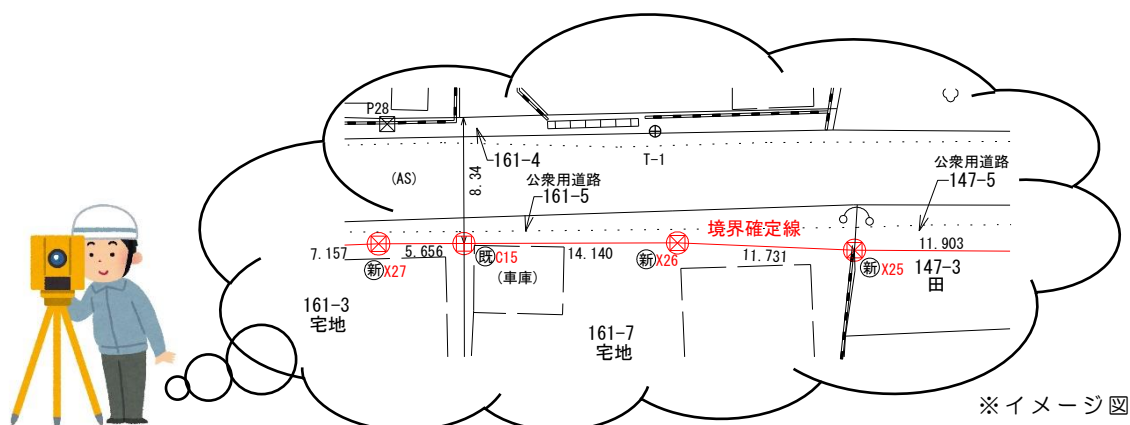 P28
161-4
T-1
(AS)
8.34
公衆用道路
161-5
公衆用道路
147-5
境界確定線
7.157
5.656
既C15
14.140
11.731
11.903
新X27
(車庫)
新X26
新X25
147-3
田
161-3
宅地
161-7
宅地
※イメージ図